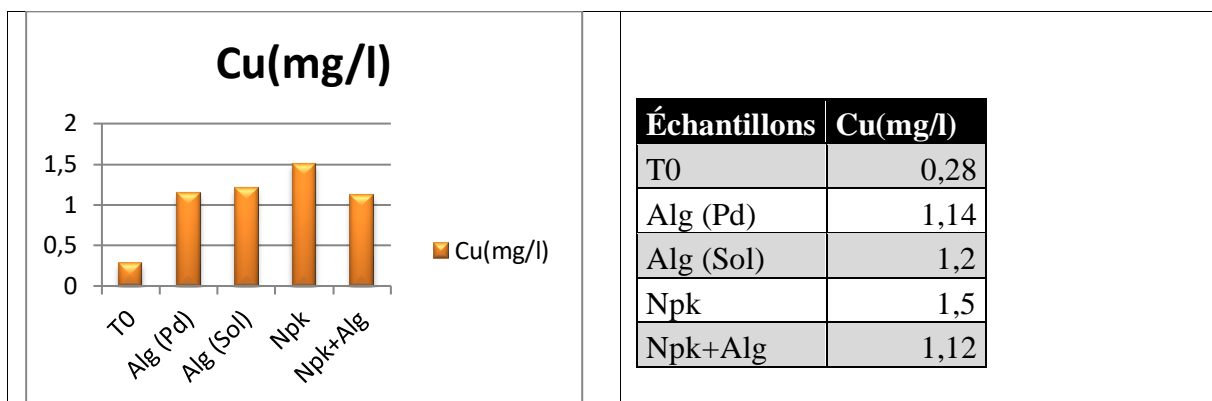 Cu(mg/l)
2
1,5
1
0,5
0
T0
Alg (Pd)
Alg (Sol)
Npk
Npk+Alg
Cu(mg/l)
Échantillons Cu(mg/l)
T0 0,28
Alg (Pd) 1,14
Alg (Sol) 1,2
Npk 1,5
Npk+Alg 1,12